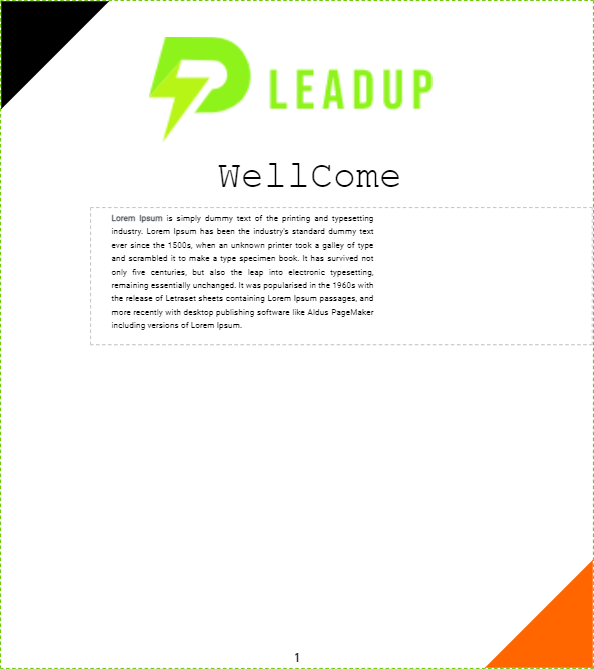 LEADUP
WellCome
Lorem Ipsum is simply dummy text of the printing and typesetting
industry. Lorem Ipsum has been the industry's standard dummy text
ever since the 1500s, when an unknown printer took a galley of type
and scrambled it to make a type specimen book. It has survived not
only five centuries, but also the leap into electronic typesetting,
remaining essentially unchanged. It was popularised in the 1960s with
the release of Letraset sheets containing Lorem Ipsum passages, and
more recently with desktop publishing software like Aldus PageMaker
including versions of Lorem Ipsum.
1